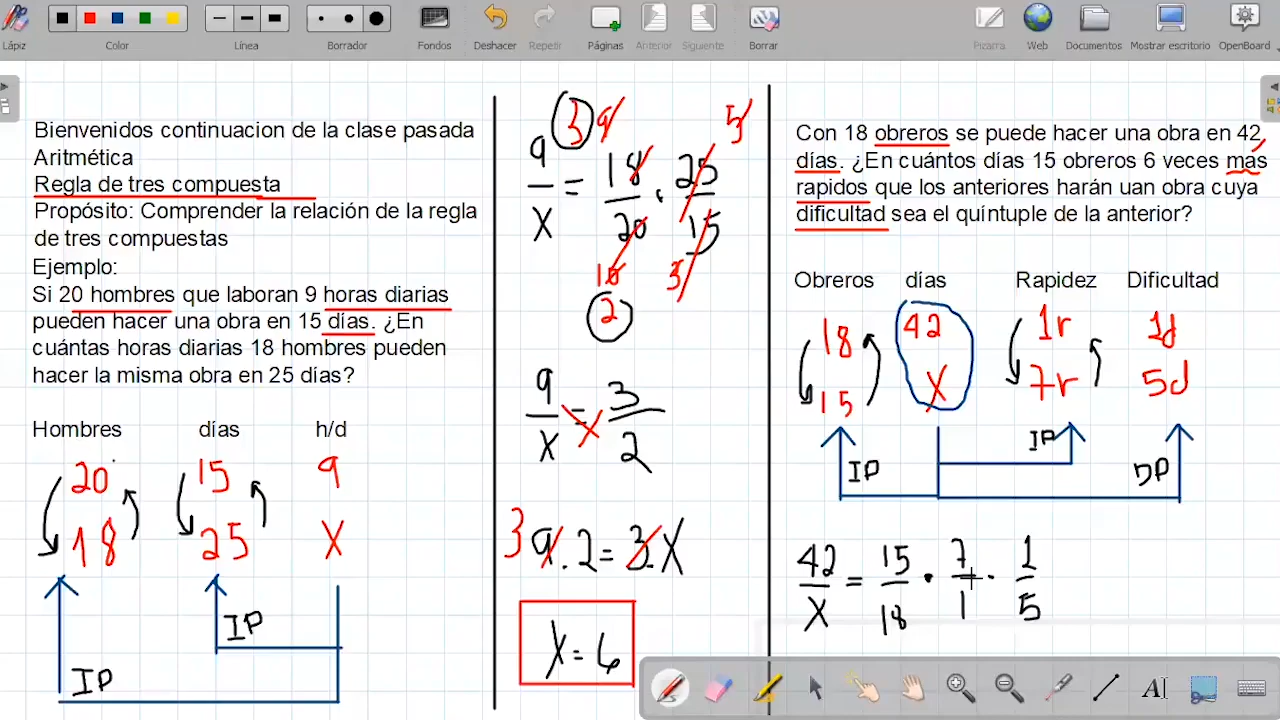 Lápiz
Color
Línea
Borrador
Fondos
Deshacer
Repetir
Páginas
Anterior
Siguiente
Borrar
Pizarra
Web
Documentos
Mostrar escritorio
OpenBoard
Bienvenidos continuacion de la clase pasada
Aritmética
Regla de tres compuesta
Propósito: Comprender la relación de la regla
de tres compuestas
Ejemplo:
Si 20 hombres que laboran 9 horas diarias
pueden hacer una obra en 15 días. ¿En
cuántas horas diarias 18 hombres pueden
hacer la misma obra en 25 días?
Hombres días h/d
20 15 9
18 25 X
IP
IP
3 9 5
9/X = 18/20 . 25/15
10 3
2
9/X = 3/2
3 9 . 2 = 3 . X
X = 6
Con 18 obreros se puede hacer una obra en 42
días. ¿En cuántos días 15 obreros 6 veces mas
rapidos que los anteriores harán uan obra cuya
dificultad sea el quíntuple de la anterior?
Obreros días Rapidez Dificultad
18 42 1r 1d
15 X 7r 5d
IP IP DP
42/X = 15/18 . 7/1 . 1/5